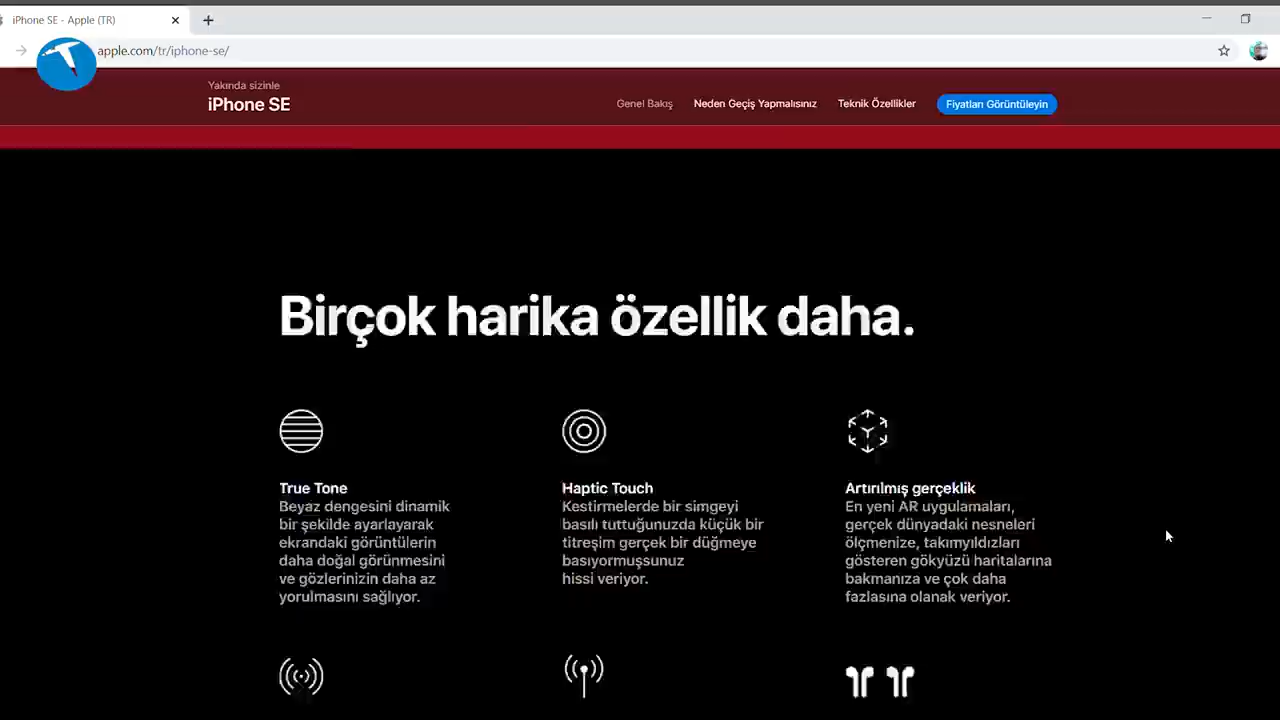 iPhone SE - Apple (TR)
apple.com/tr/iphone-se/
Yakında sizinle
iPhone SE
Genel Bakış
Neden Geçiş Yapmalısınız
Teknik Özellikler
Fiyatları Görüntüleyin
Birçok harika özellik daha.
True Tone
Beyaz dengesini dinamik
bir şekilde ayarlayarak
ekrandaki görüntülerin
daha doğal görünmesini
ve gözlerinizin daha az
yorulmasını sağlıyor.
Haptic Touch
Kestirmelerde bir simgeyi
basılı tuttuğunuzda küçük bir
titreşim gerçek bir düğmeye
basıyormuşsunuz
hissi veriyor.
Artırılmış gerçeklik
En yeni AR uygulamaları,
gerçek dünyadaki nesneleri
ölçmenize, takımyıldızları
gösteren gökyüzü haritalarına
bakmanıza ve çok daha
fazlasına olanak veriyor.